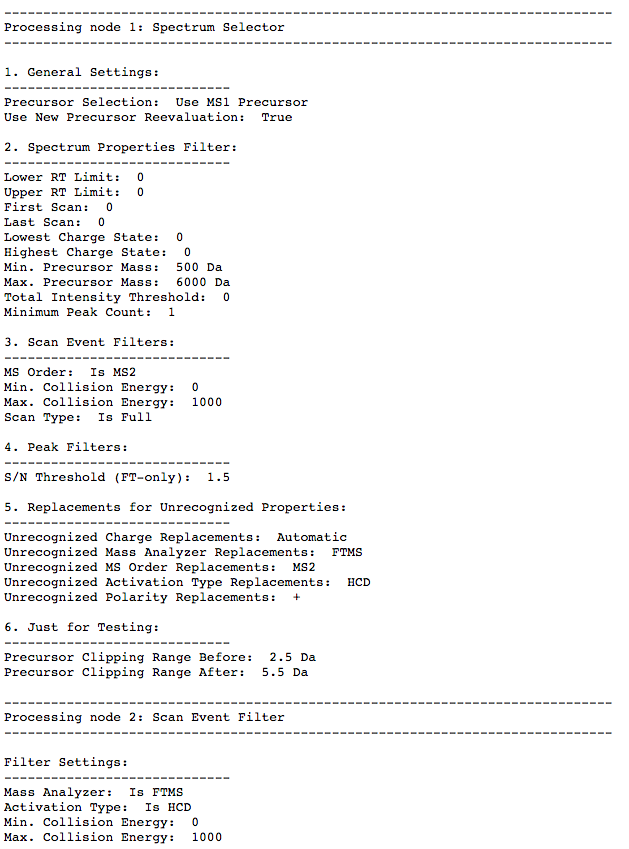 ------------------------------------------------------------------------------
Processing node 1: Spectrum Selector
------------------------------------------------------------------------------
1. General Settings:
-----------------------------
Precursor Selection:  Use MS1 Precursor
Use New Precursor Reevaluation:  True
2. Spectrum Properties Filter:
-----------------------------
Lower RT Limit:  0
Upper RT Limit:  0
First Scan:  0
Last Scan:  0
Lowest Charge State:  0
Highest Charge State:  0
Min. Precursor Mass:  500 Da
Max. Precursor Mass:  6000 Da
Total Intensity Threshold:  0
Minimum Peak Count:  1
3. Scan Event Filters:
-----------------------------
MS Order:  Is MS2
Min. Collision Energy:  0
Max. Collision Energy:  1000
Scan Type:  Is Full
4. Peak Filters:
-----------------------------
S/N Threshold (FT-only):  1.5
5. Replacements for Unrecognized Properties:
-----------------------------
Unrecognized Charge Replacements:  Automatic
Unrecognized Mass Analyzer Replacements:  FTMS
Unrecognized MS Order Replacements:  MS2
Unrecognized Activation Type Replacements:  HCD
Unrecognized Polarity Replacements:  +
6. Just for Testing:
-----------------------------
Precursor Clipping Range Before:  2.5 Da
Precursor Clipping Range After:  5.5 Da
------------------------------------------------------------------------------
Processing node 2: Scan Event Filter
------------------------------------------------------------------------------
Filter Settings:
-----------------------------
Mass Analyzer:  Is FTMS
Activation Type:  Is HCD
Min. Collision Energy:  0
Max. Collision Energy:  1000